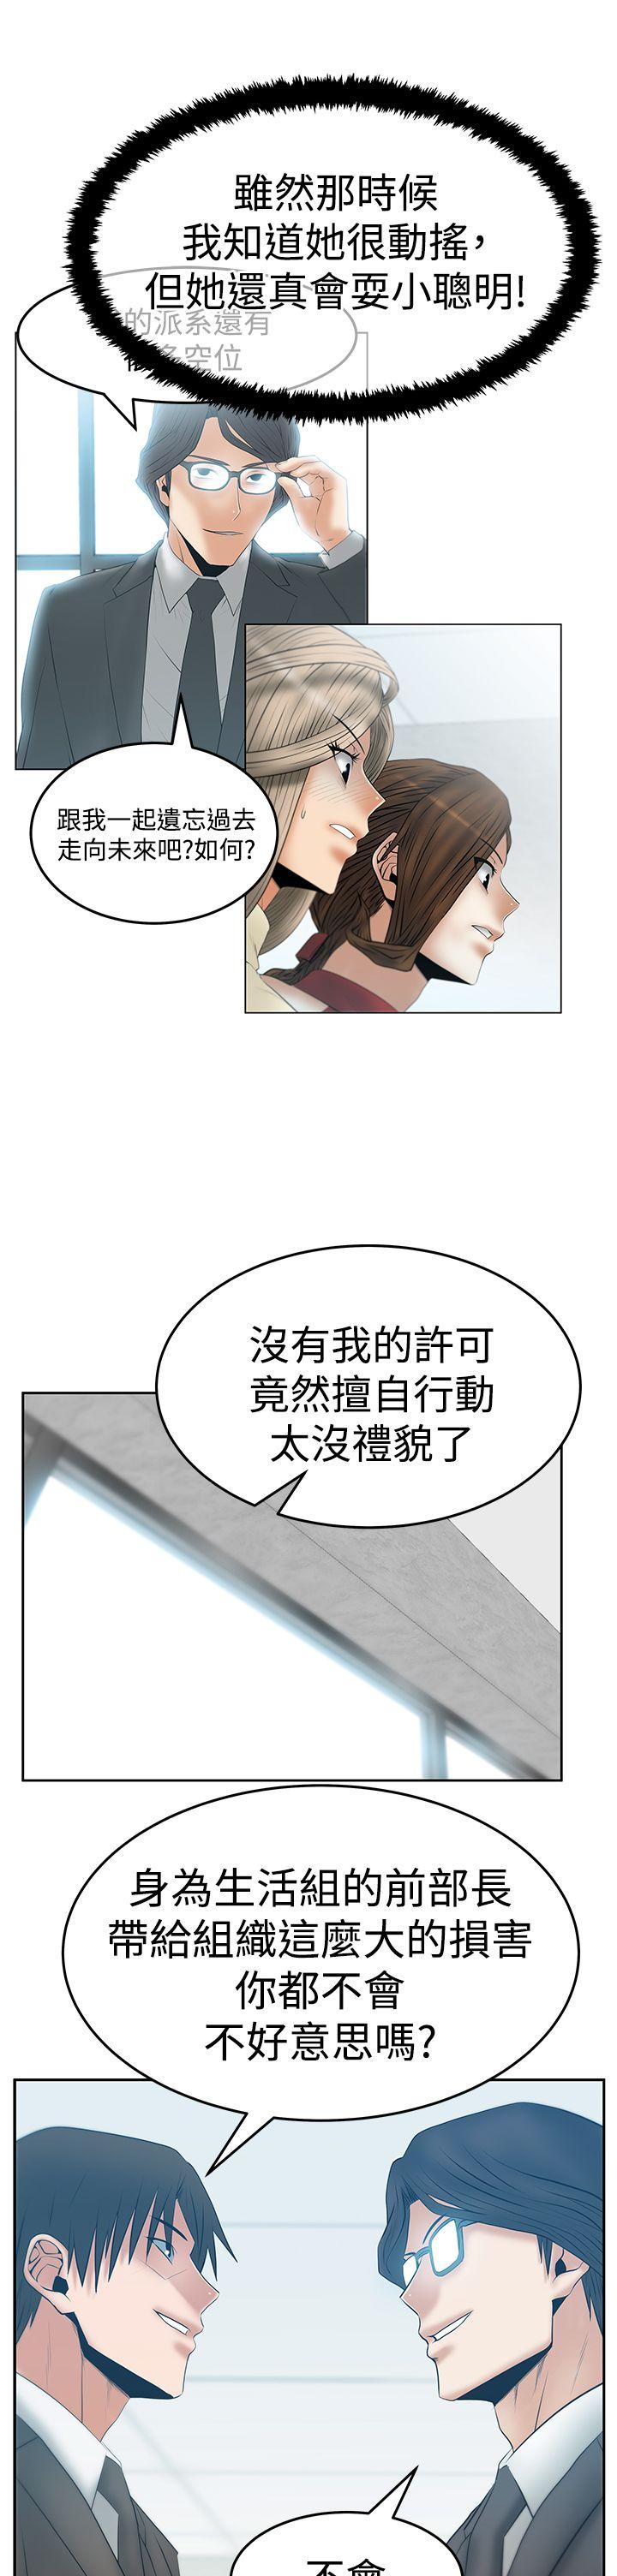 雖然那時候
我知道她很動搖,
但她還真會耍小聰明!
的派系還有
空位
跟我一起遺忘過去
走向未來吧?如何?
沒有我的許可
竟然擅自行動
太沒禮貌了
身為生活組的前部長
帶給組織這麼大的損害
你都不會
不好意思嗎?
不會